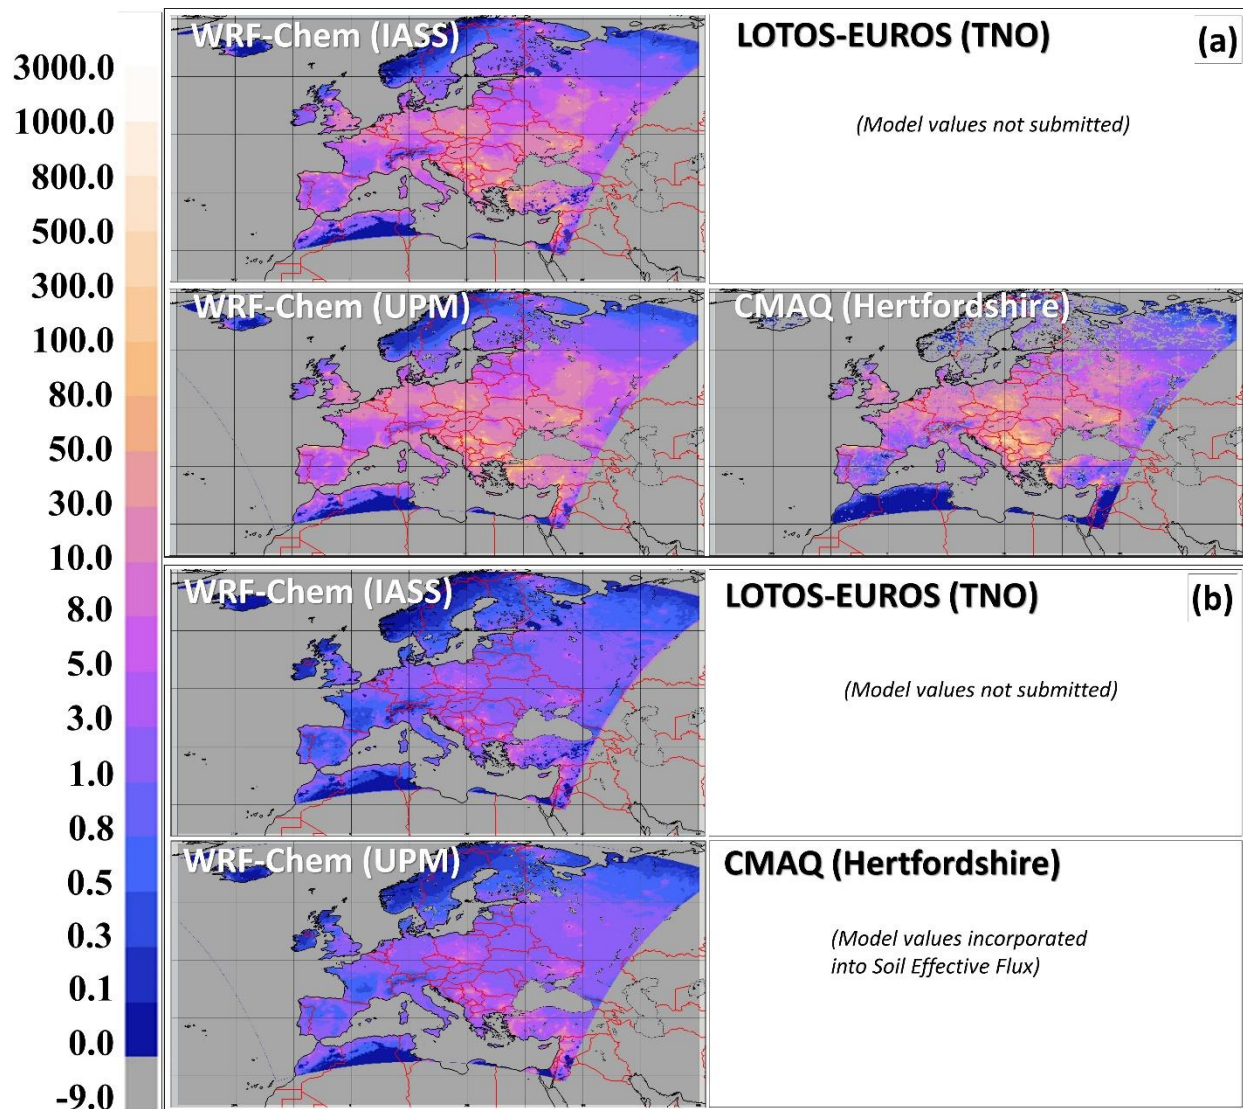 3000.0
1000.0
800.0
500.0
300.0
100.0
80.0
50.0
30.0
10.0
8.0
5.0
3.0
1.0
0.8
0.5
0.3
0.1
0.0
-9.0
WRF-Chem (IASS)
LOTOS-EUROS (TNO)
(a)
(Model values not submitted)
WRF-Chem (UPM)
CMAQ (Hertfordshire)
WRF-Chem (IASS)
LOTOS-EUROS (TNO)
(b)
(Model values not submitted)
WRF-Chem (UPM)
CMAQ (Hertfordshire)
(Model values incorporated
into Soil Effective Flux)